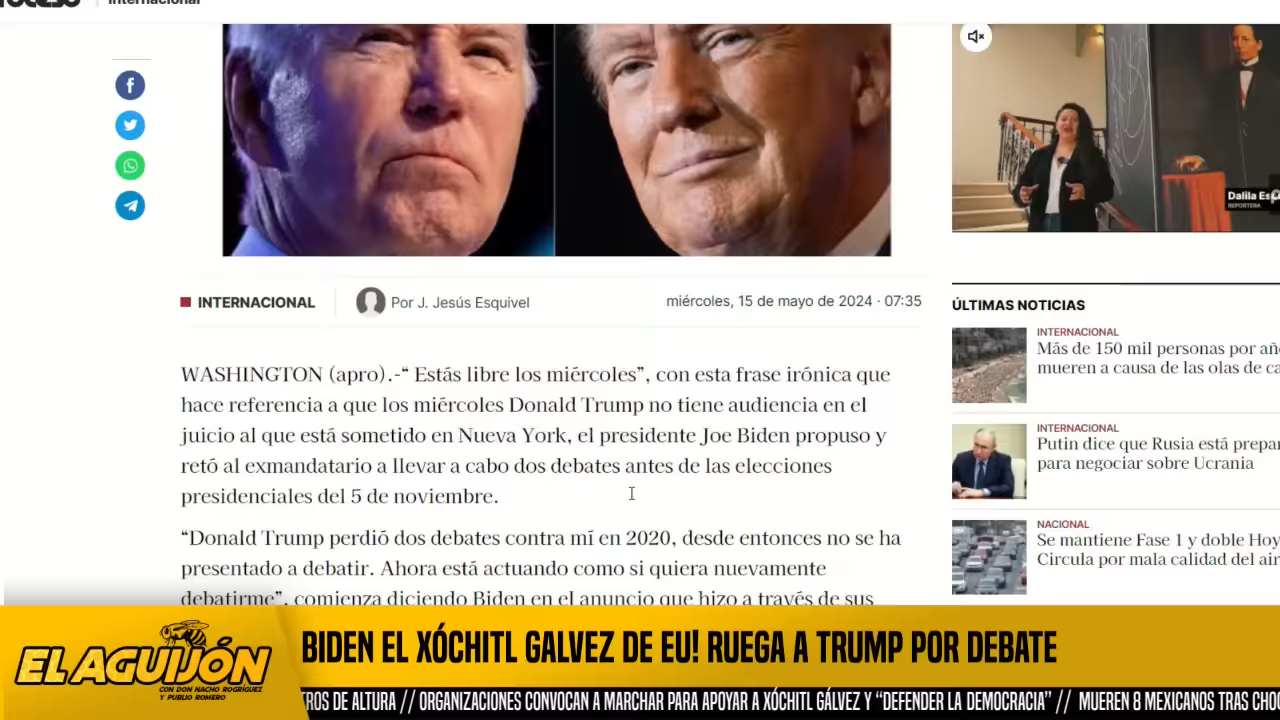 Internacional
INTERNACIONAL
Por J. Jesús Esquivel
miércoles, 15 de mayo de 2024 · 07:35
WASHINGTON (apro).-“ Estás libre los miércoles”, con esta frase irónica que
hace referencia a que los miércoles Donald Trump no tiene audiencia en el
juicio al que está sometido en Nueva York, el presidente Joe Biden propuso y
retó al exmandatario a llevar a cabo dos debates antes de las elecciones
presidenciales del 5 de noviembre.
“Donald Trump perdió dos debates contra mí en 2020, desde entonces no se ha
presentado a debatir. Ahora está actuando como si quiera nuevamente
debatirme”, comienza diciendo Biden en el anuncio que hizo a través de sus
Dalila Es
REPORTERA
ÚLTIMAS NOTICIAS
INTERNACIONAL
Más de 150 mil personas por añ
mueren a causa de las olas de ca
INTERNACIONAL
Putin dice que Rusia está prepar
para negociar sobre Ucrania
NACIONAL
Se mantiene Fase 1 y doble Hoy
Circula por mala calidad del air
EL AGUIJÓN
CON DON NACHO RODRÍGUEZ
Y PUBLIO ROMERO
BIDEN EL XÓCHITL GALVEZ DE EU! RUEGA A TRUMP POR DEBATE
ROS DE ALTURA // ORGANIZACIONES CONVOCAN A MARCHAR PARA APOYAR A XÓCHITL GÁLVEZ Y “DEFENDER LA DEMOCRACIA” // MUEREN 8 MEXICANOS TRAS CHOC